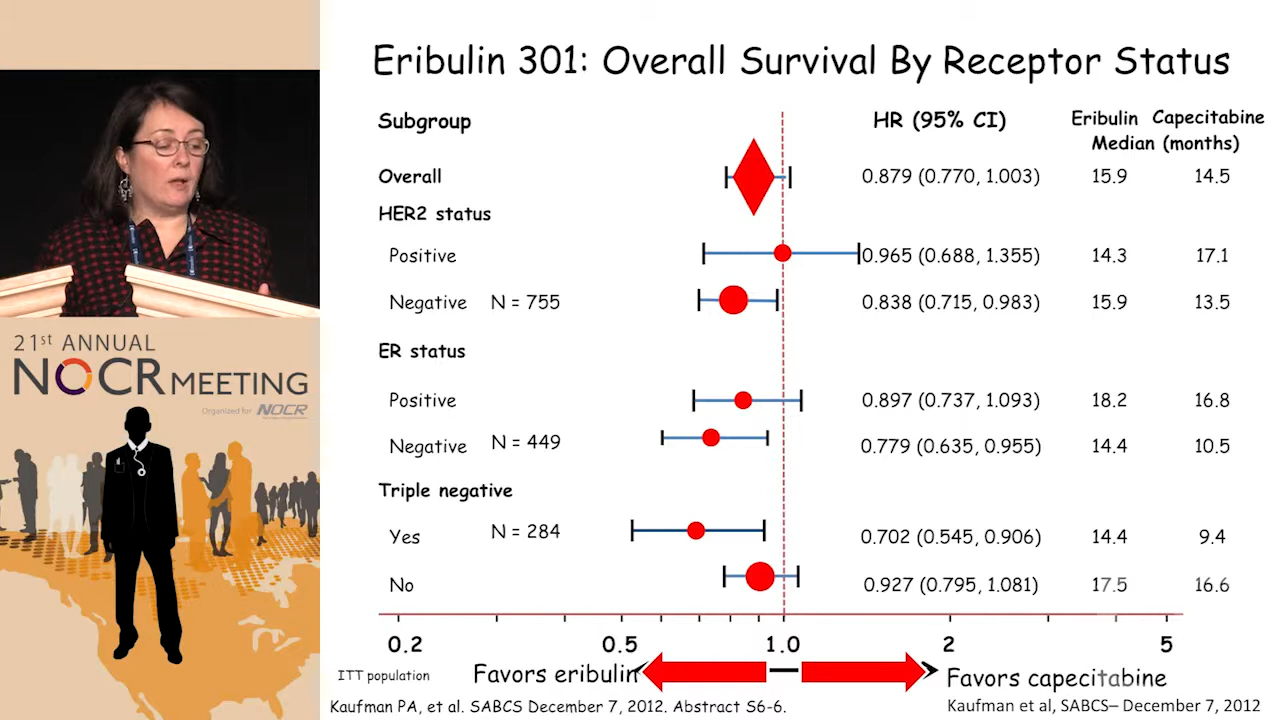 Eribulin 301: Overall Survival By Receptor Status
Subgroup HR (95% CI) Eribulin Capecitabine
Median (months)
Overall 0.879 (0.770, 1.003) 15.9 14.5
HER2 status
Positive 0.965 (0.688, 1.355) 14.3 17.1
Negative N = 755 0.838 (0.715, 0.983) 15.9 13.5
ER status
Positive 0.897 (0.737, 1.093) 18.2 16.8
Negative N = 449 0.779 (0.635, 0.955) 14.4 10.5
Triple negative
Yes N = 284 0.702 (0.545, 0.906) 14.4 9.4
No 0.927 (0.795, 1.081) 17.5 16.6
0.2 0.5 1.0 2 5
Favors eribulin Favors capecitabine
ITT population
Kaufman PA, et al. SABCS December 7, 2012. Abstract S6-6.
Kaufman et al, SABCS– December 7, 2012
21st ANNUAL
NOCR MEETING
Organized for NOCR